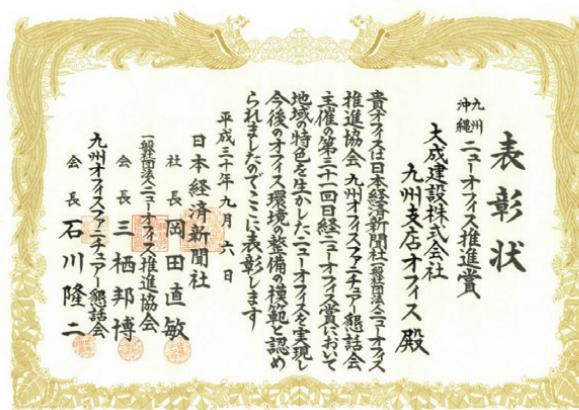 表彰状
九州
沖縄
ニューオフィス推進賞
大成建設株式会社
九州支店オフィス 殿
貴オフィスは日本経済新聞社一般社団法人ニューオフィス
推進協会 九州オフィスファニチュアー懇話会
主催の第三十一回日経ニューオフィス賞において
地域の特色を生かしたニューオフィスを実現し
今後のオフィス環境の整備の模範と認め
られましたのでここに表彰します
平成三十年九月六日
日本経済新聞社
社長 岡田直敏
一般社団法人ニューオフィス推進協会
会長 三栖邦博
九州オフィスファニチュアー懇話会
会長 石川隆二